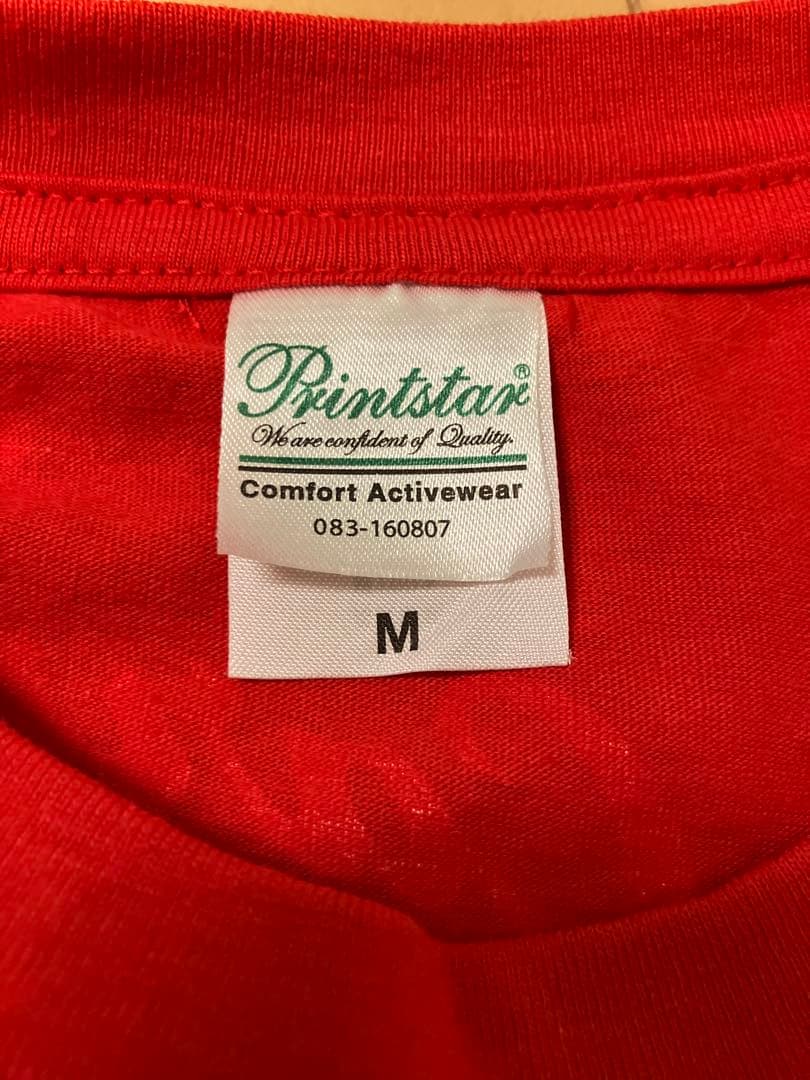 Printstar®
We are confident of Quality.
Comfort Activewear
083-160807
M